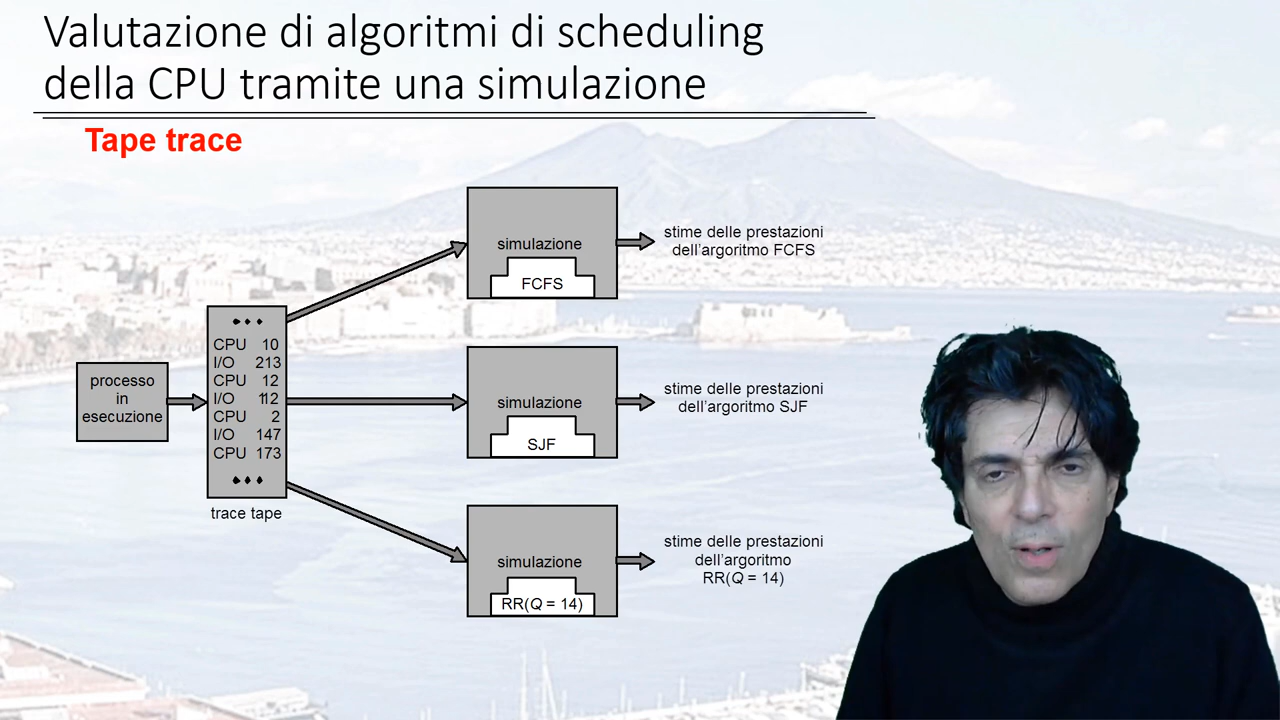 Valutazione di algoritmi di scheduling
della CPU tramite una simulazione
Tape trace
processo
in
esecuzione
• • •
CPU 10
I/O 213
CPU 12
I/O 112
CPU 2
I/O 147
CPU 173
• • •
trace tape
simulazione
FCFS
stime delle prestazioni
dell'argoritmo FCFS
simulazione
SJF
stime delle prestazioni
dell'argoritmo SJF
simulazione
RR(Q = 14)
stime delle prestazioni
dell'argoritmo
RR(Q = 14)